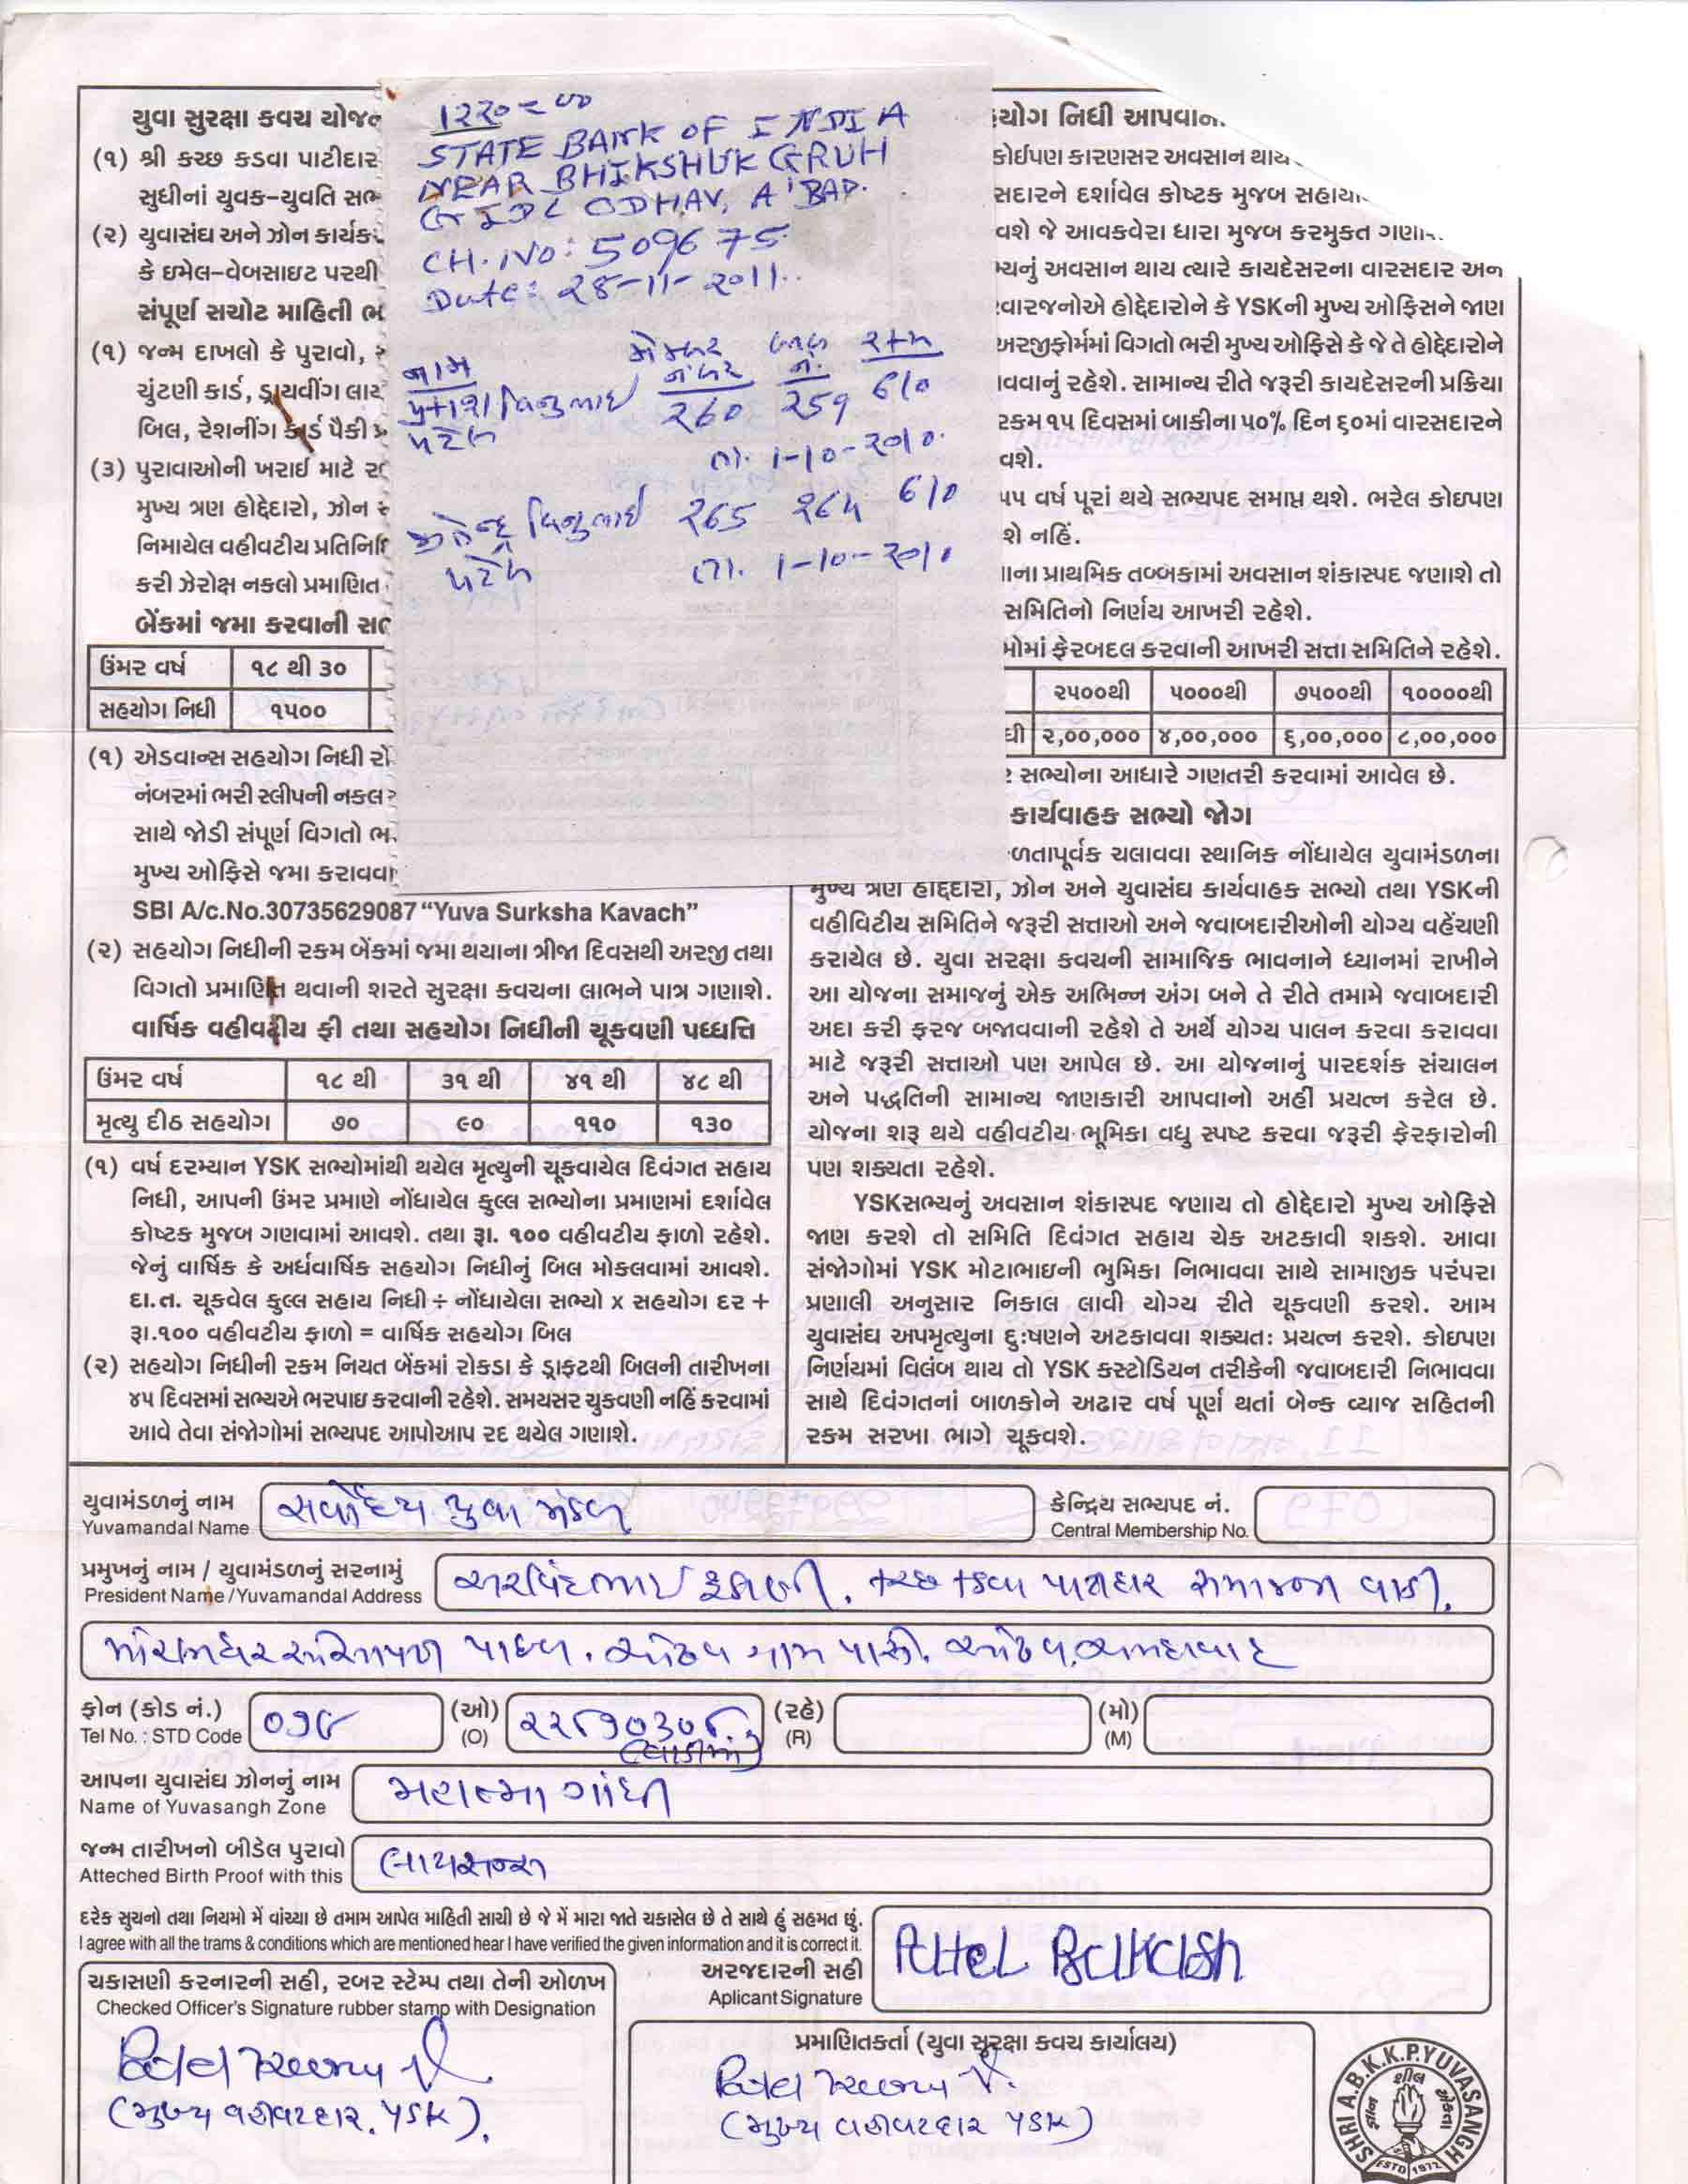 1220=00
STATE BANK OF INDIA
NEAR BHIKSHUK GRUH
GIDC ODHAV, A'BAD.
CH. NO: 509675
Date: 28-11-2011.
નામ મેમ્બર નંબર બાહ નં. રકમ
પ્રકાશ વિનુભાઈ પટેલ ૨૬૦ ૨૫૧ 610
તા. 1-10-2010
જીતેન્દ્ર વિનુભાઈ પટેલ ૨૬5 ૨૬૫ 610
તા. 1-10-2010
યુવા સુરક્ષા કવચ યોજ
(૧) શ્રી કચ્છ કડવા પાટીદાર
સુધીનાં યુવક-યુવતિ સભ
(૨) યુવાસંઘ અને ઝોન કાર્યક
કે ઇમેલ-વેબસાઇટ પરથી
સંપૂર્ણ સચોટ માહિતી ભ
(૧) જન્મ દાખલો કે પુરાવો,
ચુંટણી કાર્ડ, ડ્રાયવીંગ લાય
બિલ, રેશનીંગ કાર્ડ પૈકી પ્ર
(૩) પુરાવાઓની ખરાઈ માટે
મુખ્ય ત્રણ હોદ્દેદારો, ઝોન
નિમાયેલ વહીવટીય પ્રતિનિ
કરી ઝેરોક્ષ નકલો પ્રમાણિત
બેંકમાં જમા કરવાની સ
ઉંમર વર્ષ ૧૮ થી ૩૦
સહયોગ નિધી ૧૫૦૦
(૧) એડવાન્સ સહયોગ નિધી રો
નંબરમાં ભરી સ્લીપની નકલ
સાથે જોડી સંપૂર્ણ વિગતો ભ
મુખ્ય ઓફિસે જમા કરાવવા
SBI A/c.No.30735629087 “Yuva Surksha Kavach”
(૨) સહયોગ નિધીની રકમ બેંકમાં જમા થયાના ત્રીજા દિવસથી અરજી તથા
વિગતો પ્રમાણિત થવાની શરતે સુરક્ષા કવચના લાભને પાત્ર ગણાશે.
વાર્ષિક વહીવટીય ફી તથા સહયોગ નિધીની ચૂકવણી પધ્ધત્તિ
ઉંમર વર્ષ ૧૮ થી ૩૧ થી ૪૧ થી ૪૮ થી
મૃત્યુ દીઠ સહયોગ ૭૦ ૯૦ ૧૧૦ ૧૩૦
(૧) વર્ષ દરમ્યાન YSK સભ્યોમાંથી થયેલ મૃત્યુની ચૂકવાયેલ દિવંગત સહાય
નિધી, આપની ઉંમર પ્રમાણે નોંધાયેલ કુલ્લ સભ્યોના પ્રમાણમાં દર્શાવેલ
કોષ્ટક મુજબ ગણવામાં આવશે. તથા રૂા. ૧૦૦ વહીવટીય ફાળો રહેશે.
જેનું વાર્ષિક કે અર્ધવાર્ષિક સહયોગ નિધીનું બિલ મોકલવામાં આવશે.
દા.ત. ચૂકવેલ કુલ્લ સહાય નિધી ÷ નોંધાયેલા સભ્યો x સહયોગ દર +
રૂા.૧૦૦ વહીવટીય ફાળો = વાર્ષિક સહયોગ બિલ
(૨) સહયોગ નિધીની રકમ નિયત બેંકમાં રોકડા કે ડ્રાફ્ટથી બિલની તારીખના
૪૫ દિવસમાં સભ્યએ ભરપાઇ કરવાની રહેશે. સમયસર ચુકવણી નહિં કરવામાં
આવે તેવા સંજોગોમાં સભ્યપદ આપોઆપ રદ થયેલ ગણાશે.
હયોગ નિધી આપવાન
કોઈપણ કારણસર અવસાન થાય
સદારને દર્શાવેલ કોષ્ટક મુજબ સહાય
વશે જે આવકવેરા ધારા મુજબ કરમુક્ત ગણા
ભ્યનું અવસાન થાય ત્યારે કાયદેસરના વારસદાર અન
વારજનોએ હોદ્દેદારોને કે YSKની મુખ્ય ઓફિસને જાણ
અરજીફોર્મમાં વિગતો ભરી મુખ્ય ઓફિસે કે જે તે હોદ્દેદારોને
ાવવાનું રહેશે. સામાન્ય રીતે જરૂરી કાયદેસરની પ્રક્રિયા
રકમ ૧૫ દિવસમાં બાકીના ૫૦% દિન ૬૦માં વારસદારને
વશે.
૫૫ વર્ષ પૂરાં થયે સભ્યપદ સમાપ્ત થશે. ભરેલ કોઇપણ
શે નહિં.
ાના પ્રાથમિક તબ્બકામાં અવસાન શંકાસ્પદ જણાશે તો
સમિતિનો નિર્ણય આખરી રહેશે.
મોમાં ફેરબદલ કરવાની આખરી સત્તા સમિતિને રહેશે.
૨૫૦૦થી ૫૦૦૦થી ૭૫૦૦થી ૧૦૦૦૦થી
ધી ૨,૦૦,૦૦૦ ૪,૦૦,૦૦૦ ૬,૦૦,૦૦૦ ૮,૦૦,૦૦૦
ર સભ્યોના આધારે ગણતરી કરવામાં આવેલ છે.
કાર્યવાહક સભ્યો જોગ
ળતાપૂર્વક ચલાવવા સ્થાનિક નોંધાયેલ યુવામંડળના
મુખ્ય ત્રણ હોદ્દેદારો, ઝોન અને યુવાસંઘ કાર્યવાહક સભ્યો તથા YSKની
વહીવિટીય સમિતિને જરૂરી સત્તાઓ અને જવાબદારીઓની યોગ્ય વહેંચણી
કરાયેલ છે. યુવા સરક્ષા કવચની સામાજિક ભાવનાને ધ્યાનમાં રાખીને
આ યોજના સમાજનું એક અભિન્ન અંગ બને તે રીતે તમામે જવાબદારી
અદા કરી ફરજ બજાવવાની રહેશે તે અર્થે યોગ્ય પાલન કરવા કરાવવા
માટે જરૂરી સત્તાઓ પણ આપેલ છે. આ યોજનાનું પારદર્શક સંચાલન
અને પદ્ધતિની સામાન્ય જાણકારી આપવાનો અહીં પ્રયત્ન કરેલ છે.
યોજના શરૂ થયે વહીવટીય ભૂમિકા વધુ સ્પષ્ટ કરવા જરૂરી ફેરફારોની
પણ શક્યતા રહેશે.
YSKસભ્યનું અવસાન શંકાસ્પદ જણાય તો હોદ્દેદારો મુખ્ય ઓફિસે
જાણ કરશે તો સમિતિ દિવંગત સહાય ચેક અટકાવી શકશે. આવા
સંજોગોમાં YSK મોટાભાઇની ભુમિકા નિભાવવા સાથે સામાજીક પરંપરા
પ્રણાલી અનુસાર નિકાલ લાવી યોગ્ય રીતે ચૂકવણી કરશે. આમ
યુવાસંઘ અપમૃત્યુના દુઃષણને અટકાવવા શક્યતઃ પ્રયત્ન કરશે. કોઇપણ
નિર્ણયમાં વિલંબ થાય તો YSK કસ્ટોડિયન તરીકેની જવાબદારી નિભાવવા
સાથે દિવંગતનાં બાળકોને અઢાર વર્ષ પૂર્ણ થતાં બેન્ક વ્યાજ સહિતની
રકમ સરખા ભાગે ચૂકવશે.
યુવામંડળનું નામ સર્વોદય યુવા મંડળ કેન્દ્રિય સભ્યપદ નં.
Yuvamandal Name Central Membership No.
પ્રમુખનું નામ / યુવામંડળનું સરનામું અરવિંદભાઈ રૂડાણી. કચ્છ કડવા પાટીદાર સમાજના વાડી.
President Name /Yuvamandal Address
પાછળ. ઓઢવ ગામ પાસે. ઓઢવ. અમદાવાદ
ફોન (કોડ નં.) ૦૭૯ (ઓ) ૨૨૮૭૦૩૦૮ (રહે) (મો)
(વાડીમાં)
Tel No. : STD Code (O) (R) (M)
આપના યુવાસંઘ ઝોનનું નામ મહાત્મા ગાંધી
Name of Yuvasangh Zone
જન્મ તારીખનો બીડેલ પુરાવો લાયસન્સ
Atteched Birth Proof with this
દરેક સુચનો તથા નિયમો મેં વાંચ્યા છે તમામ આપેલ માહિતી સાચી છે જે મેં મારા જાતે ચકાસેલ છે તે સાથે હું સહમત છું.
I agree with all the trams & conditions which are mentioned hear I have verified the given information and it is correct it.
અરજદારની સહી
Aplicant Signature
ચકાસણી કરનારની સહી, રબર સ્ટેમ્પ તથા તેની ઓળખ
Checked Officer's Signature rubber stamp with Designation
(મુખ્ય વહીવટદાર. YSK).
પ્રમાણિતકર્તા (યુવા સુરક્ષા કવચ કાર્યાલય)
(મુખ્ય વહીવટદાર YSK)
SHRI A.B.K.K.P.YUVASANGH
શીલ
જ્ઞાન
એકતા
ESTD 1972